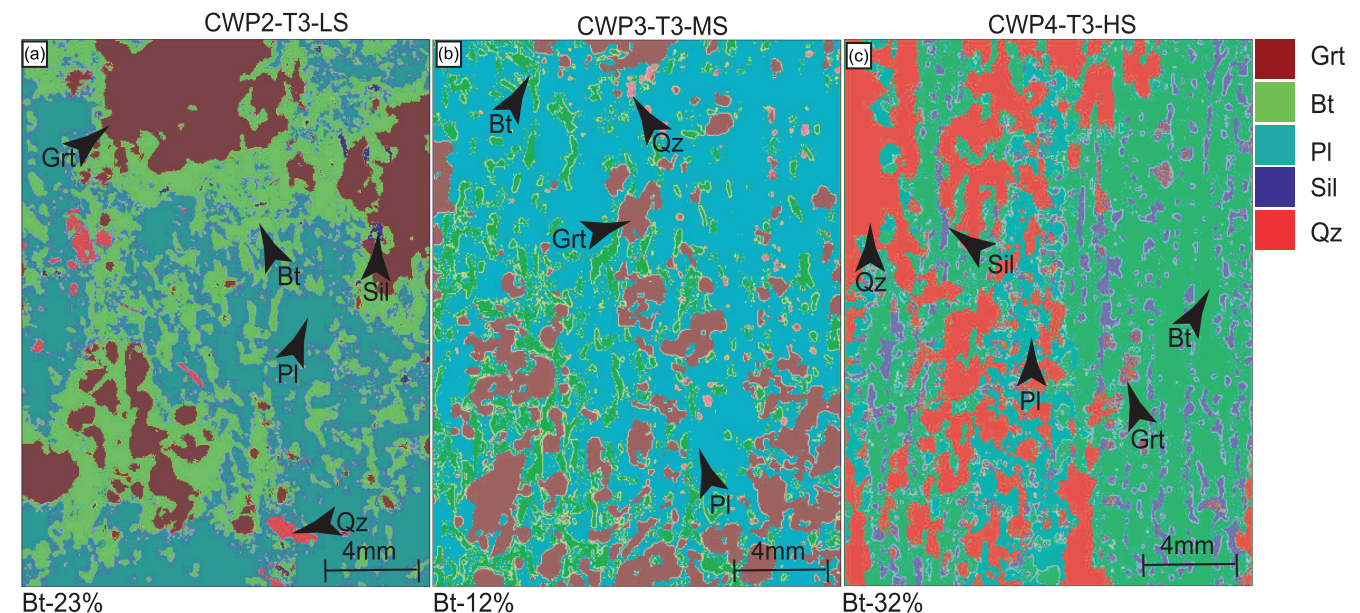 CWP2-T3-LS
CWP3-T3-MS
CWP4-T3-HS
(a)
(b)
(c)
Grt
Bt
Pl
Sil
Qz
Grt
Bt
Sil
Pl
Qz
4mm
Bt
Qz
Grt
Pl
4mm
Qz
Sil
Bt
Pl
Grt
4mm
Bt-23%
Bt-12%
Bt-32%